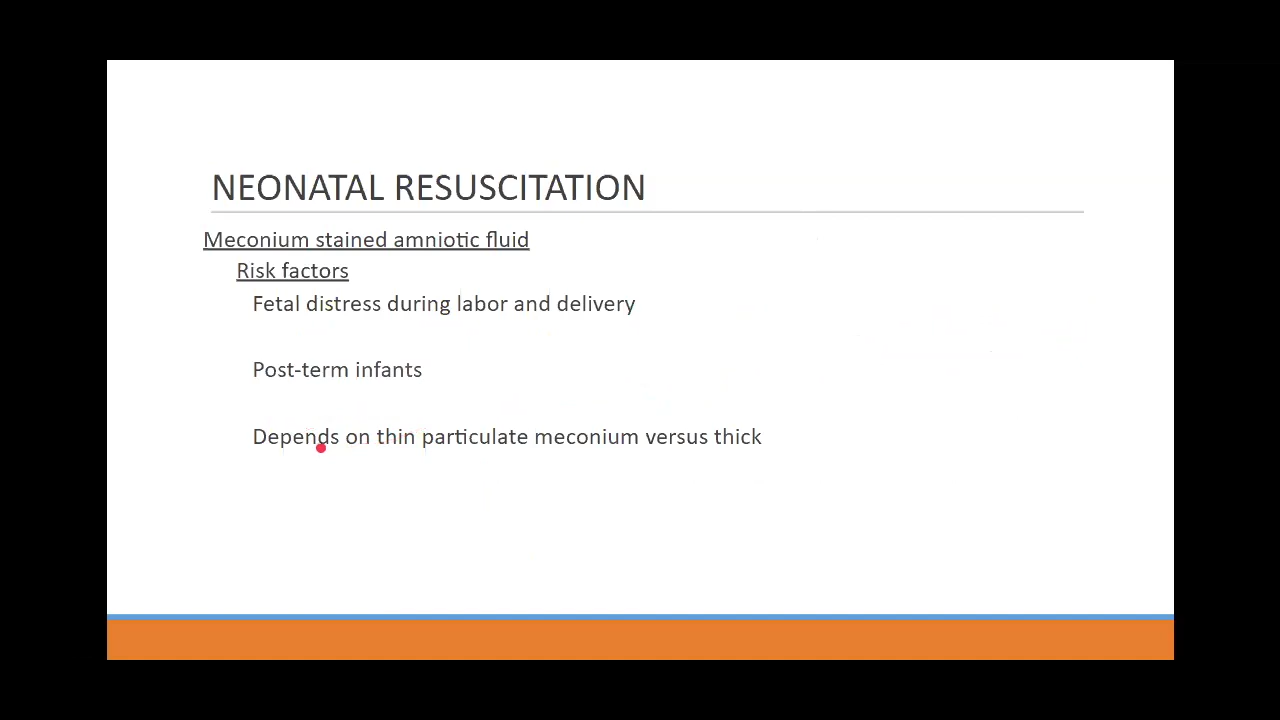 NEONATAL RESUSCITATION
Meconium stained amniotic fluid
Risk factors
Fetal distress during labor and delivery
Post-term infants
Depends on thin particulate meconium versus thick